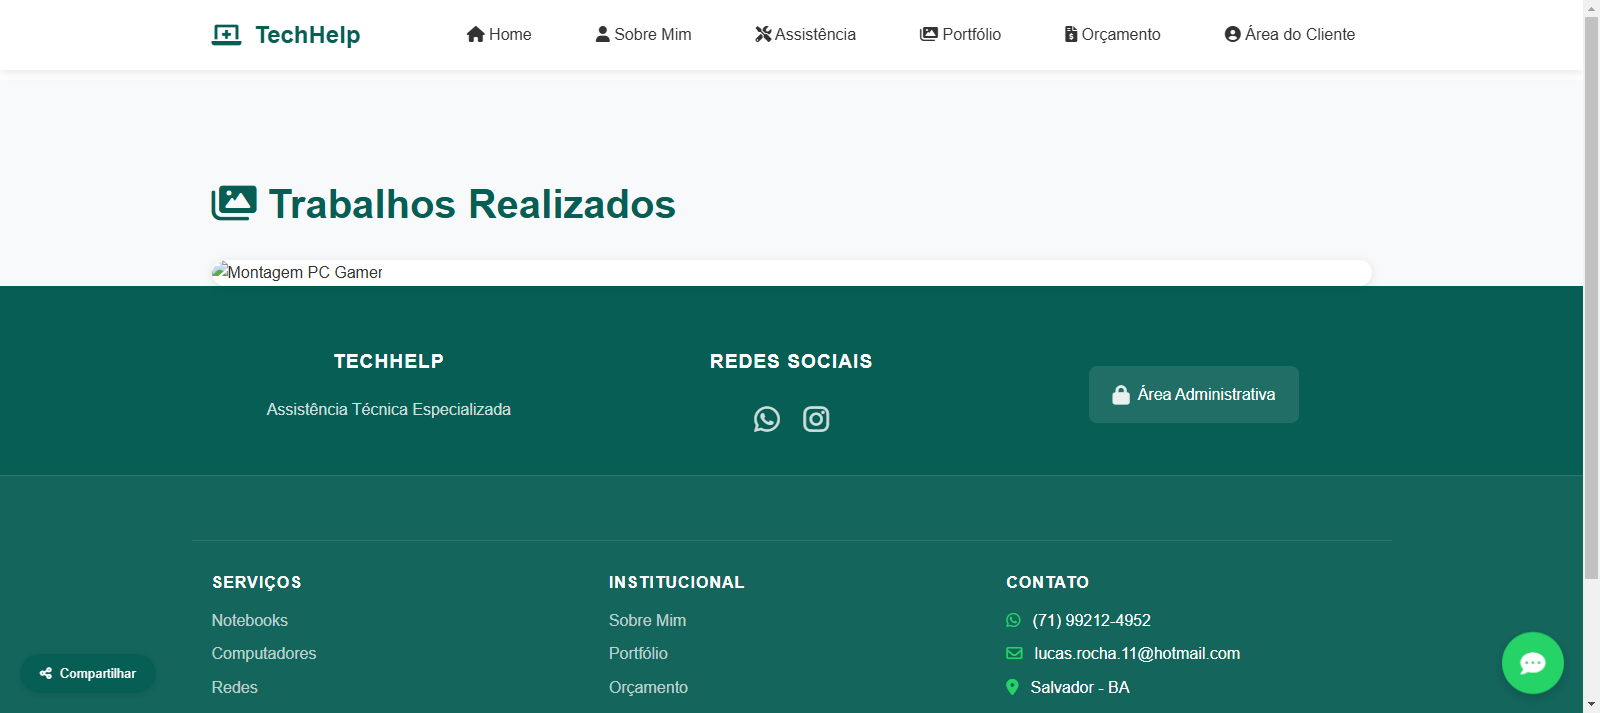 TechHelp
Home
Sobre Mim
Assistência
Portfólio
Orçamento
Área do Cliente
Trabalhos Realizados
Montagem PC Gamer
TECHHELP
Assistência Técnica Especializada
REDES SOCIAIS
Área Administrativa
SERVIÇOS
Notebooks
Computadores
Redes
INSTITUCIONAL
Sobre Mim
Portfólio
Orçamento
CONTATO
(71) 99212-4952
lucas.rocha.11@hotmail.com
Salvador - BA
Compartilhar